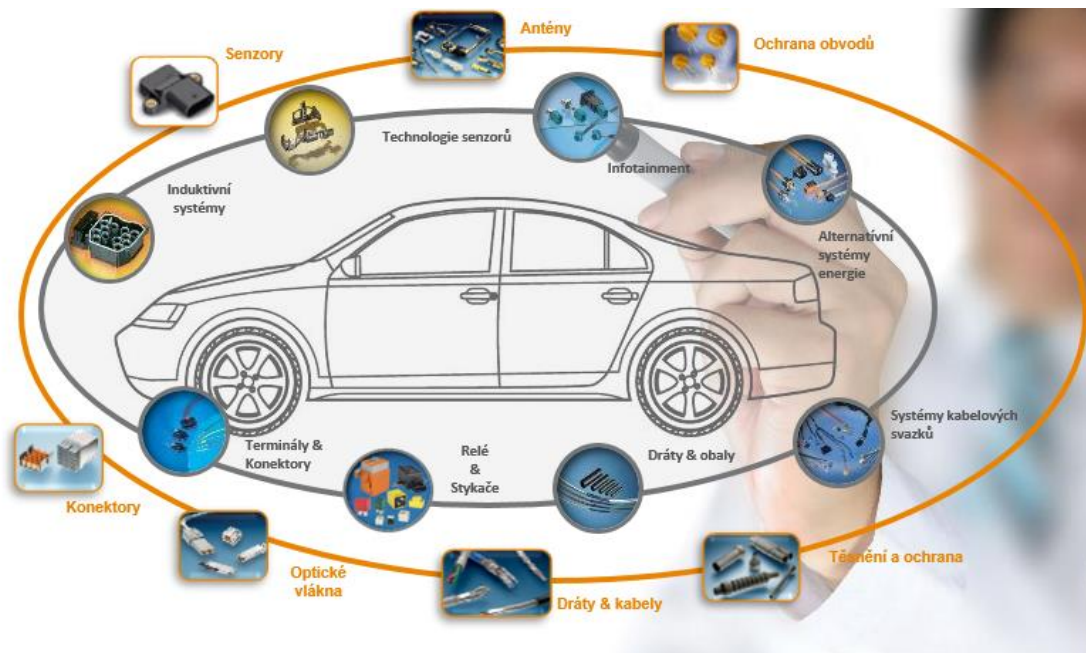 Antény
Senzory
Ochrana obvodů
Technologie senzorů
Infotainment
Induktivní
systémy
Alternatívní
systémy
energie
Terminály &
Konektory
Relé
&
Stykače
Dráty & obaly
Systémy kabelových
svazků
Konektory
Optické
vlákna
Dráty & kabely
Těsnění a ochrana